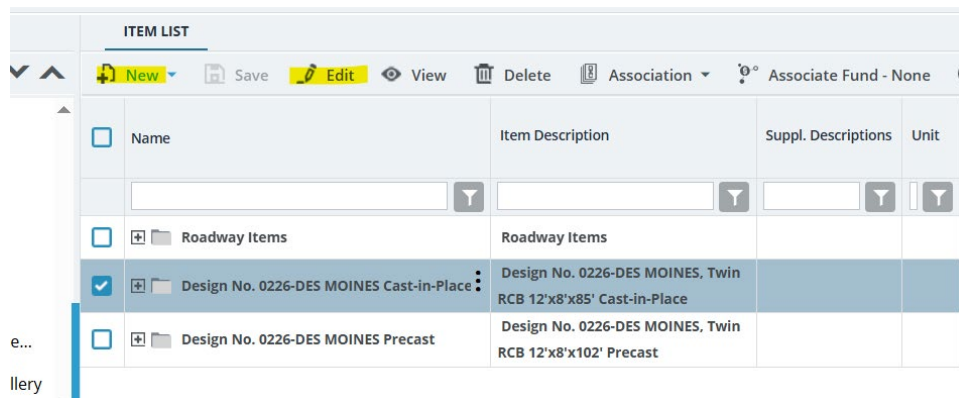 ITEM LIST
New Save Edit View Delete Association Associate Fund - None
Name Item Description Suppl. Descriptions Unit
Roadway Items Roadway Items
Design No. 0226-DES MOINES Cast-in-Place Design No. 0226-DES MOINES, Twin
RCB 12'x8'x85' Cast-in-Place
Design No. 0226-DES MOINES Precast Design No. 0226-DES MOINES, Twin
RCB 12'x8'x102' Precast
e...
llery